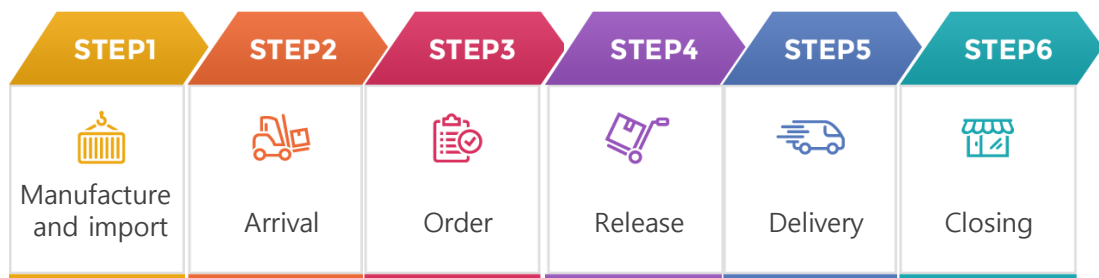 STEP1
STEP2
STEP3
STEP4
STEP5
STEP6
Manufacture
and import
Arrival
Order
Release
Delivery
Closing